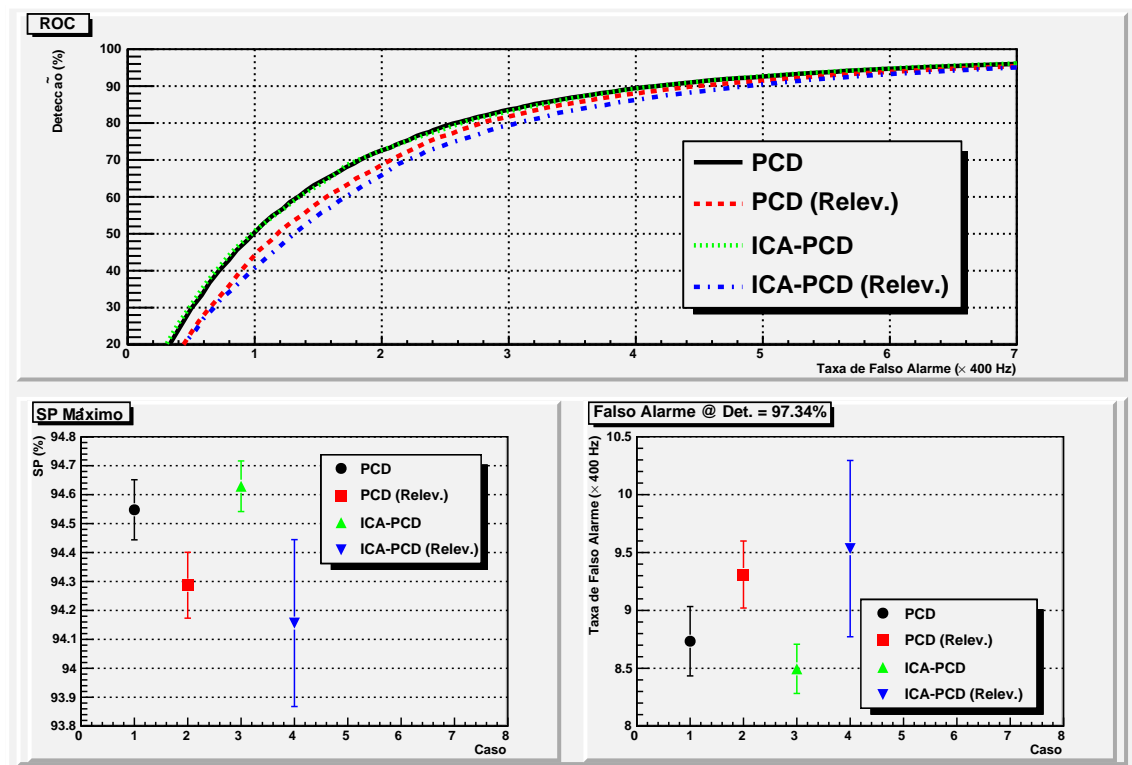 ROC
Detecção (%)
100
90
80
70
60
50
40
30
20
0 1 2 3 4 5 6 7
Taxa de Falso Alarme (× 400 Hz)
PCD
PCD (Relev.)
ICA-PCD
ICA-PCD (Relev.)
SP Máximo
SP (%)
94.8
94.7
94.6
94.5
94.4
94.3
94.2
94.1
94
93.9
93.8
0 1 2 3 4 5 6 7 8
Caso
PCD
PCD (Relev.)
ICA-PCD
ICA-PCD (Relev.)
Falso Alarme @ Det. = 97.34%
Taxa de Falso Alarme (× 400 Hz)
10.5
10
9.5
9
8.5
8
0 1 2 3 4 5 6 7 8
Caso
PCD
PCD (Relev.)
ICA-PCD
ICA-PCD (Relev.)